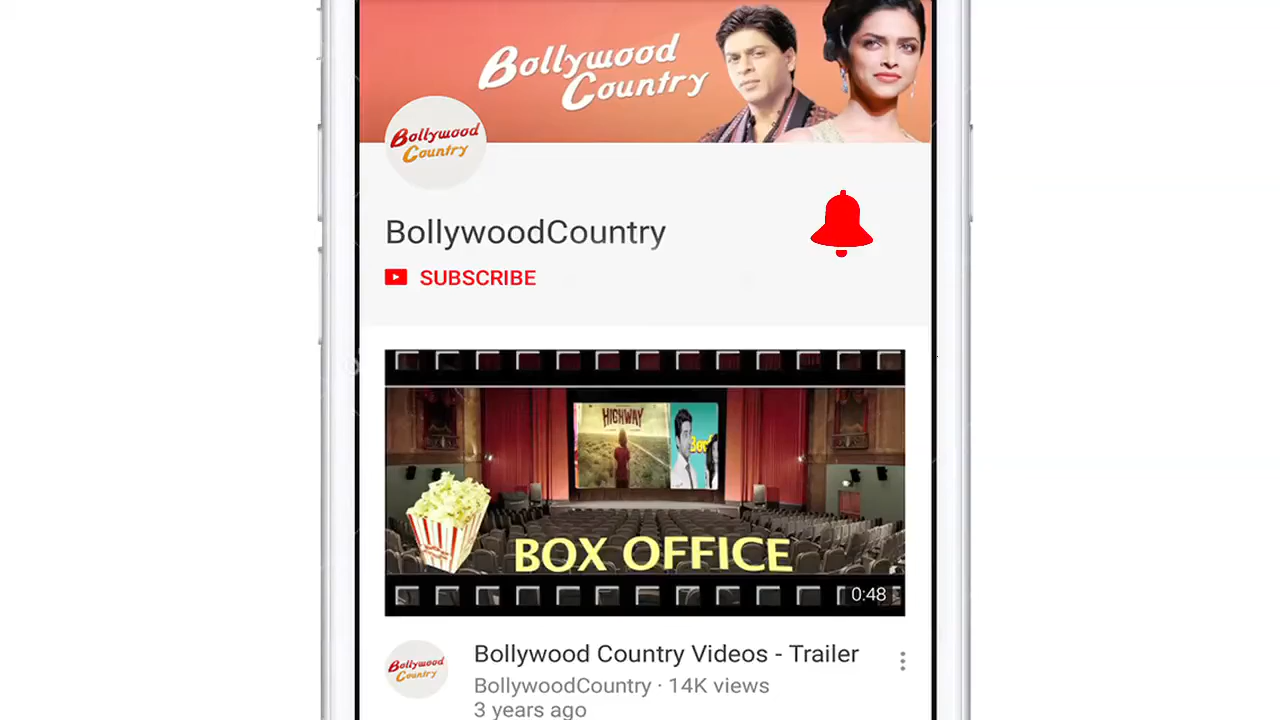 Bollywood
Country
Bollywood
Country
BollywoodCountry
SUBSCRIBE
HIGHWAY
BOX OFFICE
0:48
Bollywood
Country
Bollywood Country Videos - Trailer
BollywoodCountry · 14K views
3 years ago